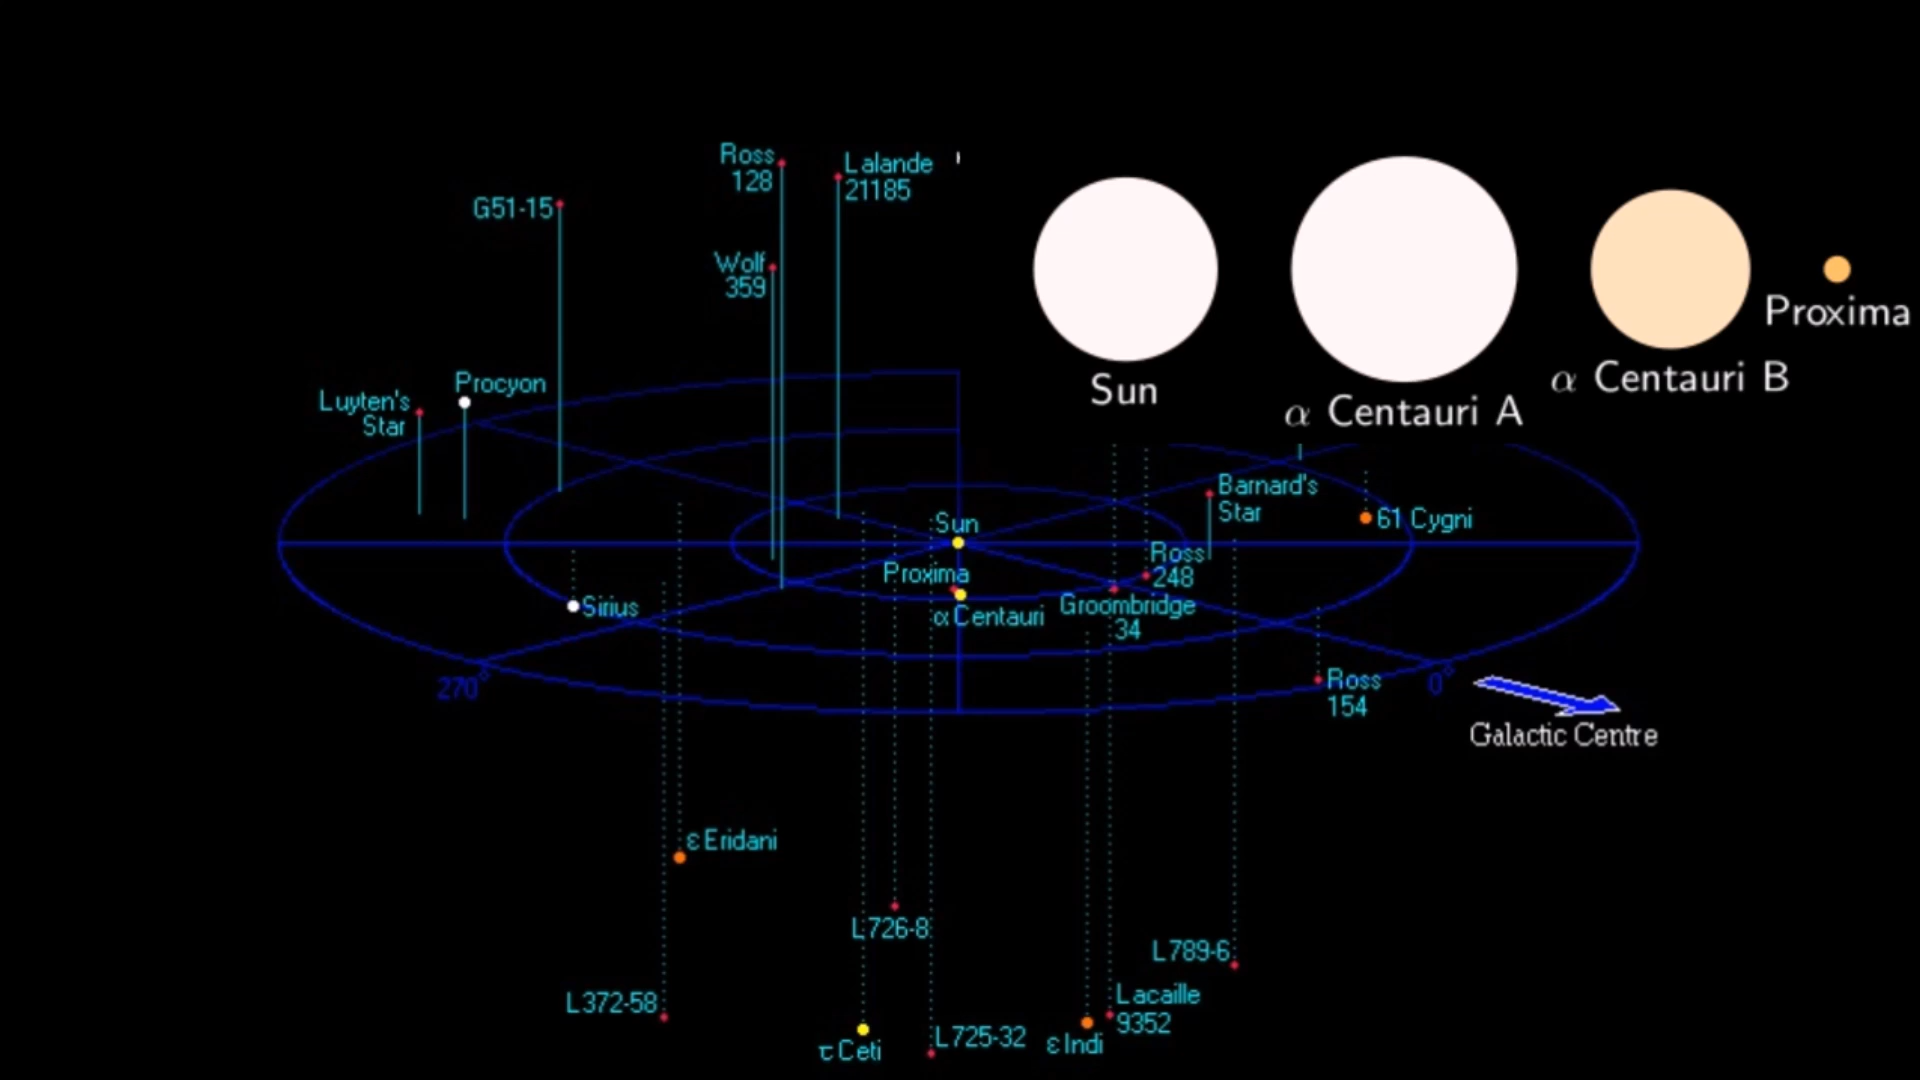 Ross
128
Lalande
21185
G51-15
Wolf
359
Sun
α Centauri A
α Centauri B
Proxima
Procyon
Luyten's
Star
Barnard's
Star
61 Cygni
Sun
Ross
248
Proxima
α Centauri
Groombridge
34
Sirius
270°
Ross
154
0°
Galactic Centre
ε Eridani
L726-8
L789-6
L372-58
Lacaille
9352
τ Ceti
L725-32
ε Indi